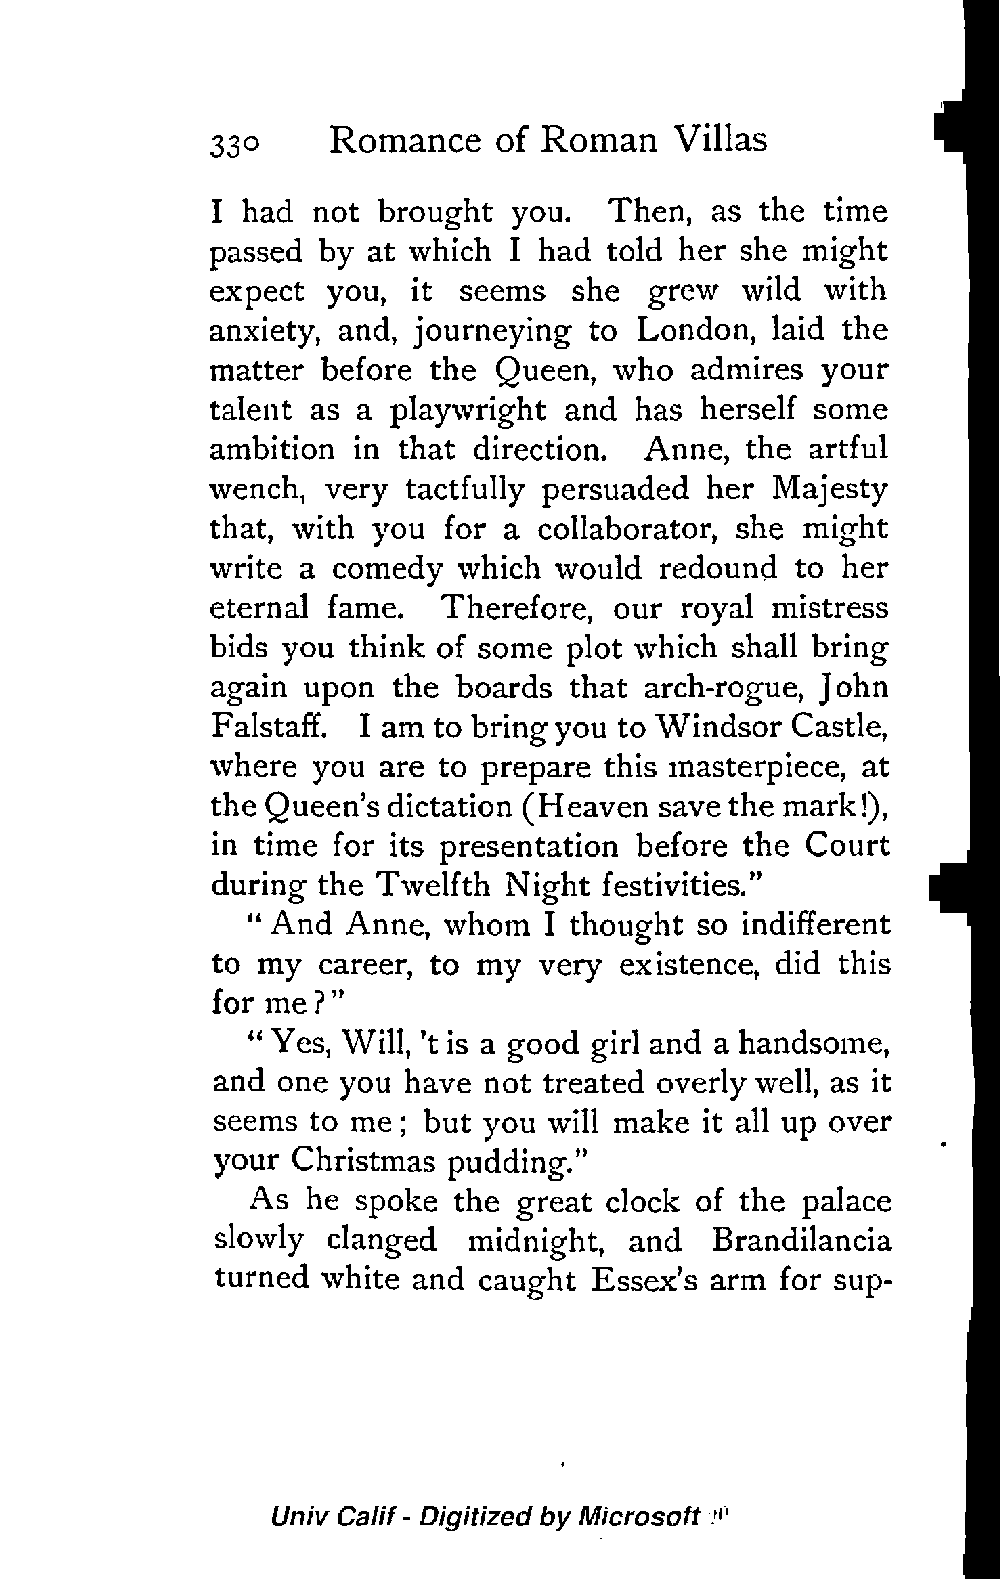 330 Romance of Roman Villas
I had not brought you. Then, as the time
passed by at which I had told her she might
expect you, it seems she grew wild with
anxiety, and, journeying to London, laid the
matter before the Queen, who admires your
talent as a playwright and has herself some
ambition in that direction. Anne, the artful
wench, very tactfully persuaded her Majesty
that, with you for a collaborator, she might
write a comedy which would redound to her
eternal fame. Therefore, our royal mistress
bids you think of some plot which shall bring
again upon the boards that arch-rogue, John
Falstaff. I am to bring you to Windsor Castle,
where you are to prepare this masterpiece, at
the Queen's dictation (Heaven save the mark!),
in time for its presentation before the Court
during the Twelfth Night festivities."
"And Anne, whom I thought so indifferent
to my career, to my very existence, did this
for me?"
"Yes, Will, 't is a good girl and a handsome,
and one you have not treated overly well, as it
seems to me; but you will make it all up over
your Christmas pudding."
As he spoke the great clock of the palace
slowly clanged midnight, and Brandilancia
turned white and caught Essex's arm for sup-
Univ Calif - Digitized by Microsoft